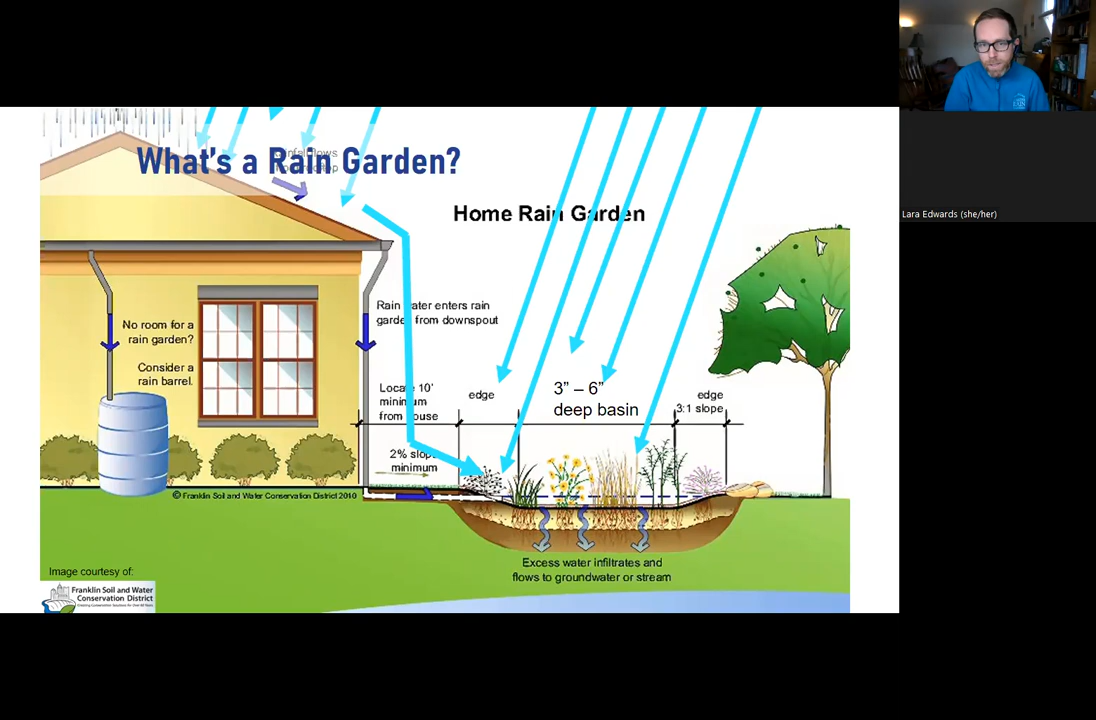 What's a Rain Garden?
Home Rain Garden
Rain water enters rain
garden from downspout
No room for a
rain garden?
Consider a
rain barrel.
Locate 10'
minimum
from house
edge
3” – 6”
deep basin
edge
3:1 slope
2% slope
minimum
© Franklin Soil and Water Conservation District 2010
Excess water infiltrates and
flows to groundwater or stream
Image courtesy of:
Franklin Soil and Water
Conservation District
Lara Edwards (she/her)